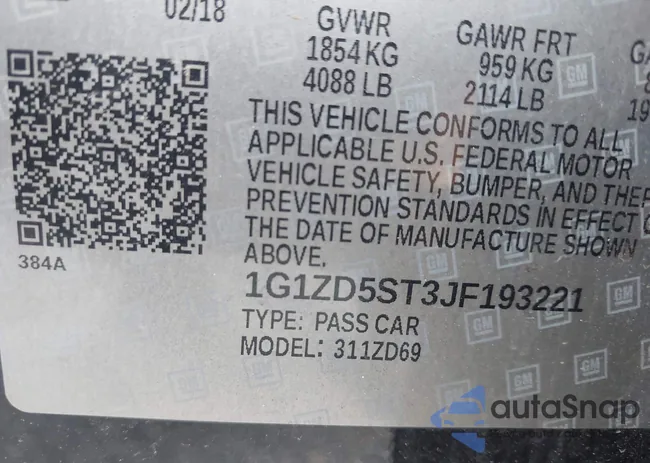 02/18
GVWR
1854 KG
4088 LB
GAWR FRT
959 KG
2114 LB
THIS VEHICLE CONFORMS TO ALL
APPLICABLE U.S. FEDERAL MOTOR
VEHICLE SAFETY, BUMPER, AND THEF
PREVENTION STANDARDS IN EFFECT O
THE DATE OF MANUFACTURE SHOWN
ABOVE.
384A
1G1ZD5ST3JF193221
TYPE: PASS CAR
MODEL: 311ZD69
GM
autoSnap